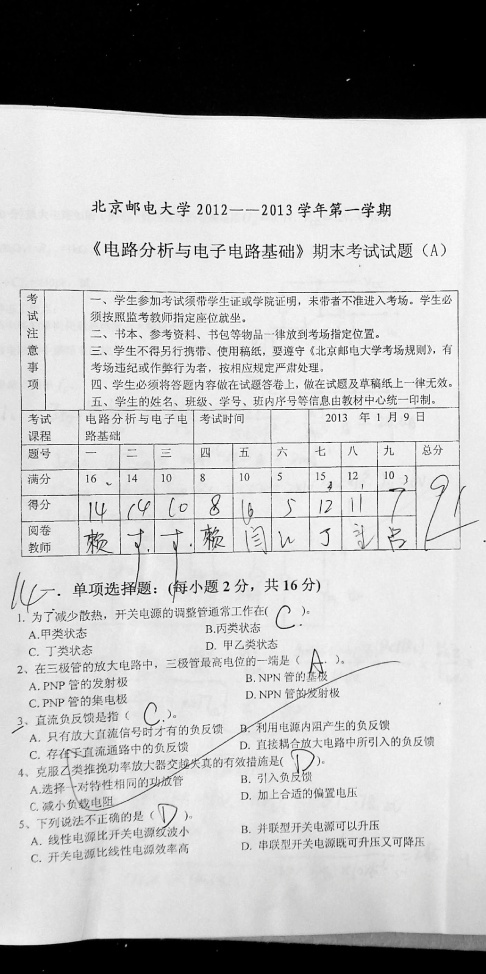 北京邮电大学 2012——2013 学年第一学期
《电路分析与电子电路基础》期末考试试题（A）
考试注意事项
一、学生参加考试须带学生证或学院证明，未带者不准进入考场。学生必
须按照监考教师指定座位就坐。
二、书本、参考资料、书包等物品一律放到考场指定位置。
三、学生不得另行携带、使用稿纸，要遵守《北京邮电大学考场规则》，有
考场违纪或作弊行为者，按相应规定严肃处理。
四、学生必须将答题内容做在试题答卷上，做在试题及草稿纸上一律无效。
五、学生的姓名、班级、学号、班内序号等信息由教材中心统一印制。
考试课程 电路分析与电子电路基础 考试时间 2013 年 1 月 9 日
题号 一 二 三 四 五 六 七 八 九 总分
满分 16 14 10 8 10 5 15 12 10
得分 14 14 10 8 10 5 12 11 7 91
阅卷教师 赖 赖 闫 丁 吕
14 一．单项选择题：(每小题 2 分，共 16 分)
1. 为了减少散热，开关电源的调整管通常工作在( C. )。
A.甲类状态 B.丙类状态
C. 丁类状态 D. 甲乙类状态
2、在三极管的放大电路中，三极管最高电位的一端是（ A. ）。
A. PNP 管的发射极 B. NPN 管的基极
C. PNP 管的集电极 D. NPN 管的发射极
3、直流负反馈是指（ C. ）。
A. 只有放大直流信号时才有的负反馈 B. 利用电源内阻产生的负反馈
C. 存在于直流通路中的负反馈 D. 直接耦合放大电路中所引入的负反馈
4、克服乙类推挽功率放大器交越失真的有效措施是( D )。
A.选择一对特性相同的功放管 B. 引入负反馈
C. 减小负载电阻 D. 加上合适的偏置电压
5、下列说法不正确的是（ D ）。
A. 线性电源比开关电源纹波小 B. 并联型开关电源可以升压
C. 开关电源比线性电源效率高 D. 串联型开关电源既可升压又可降压